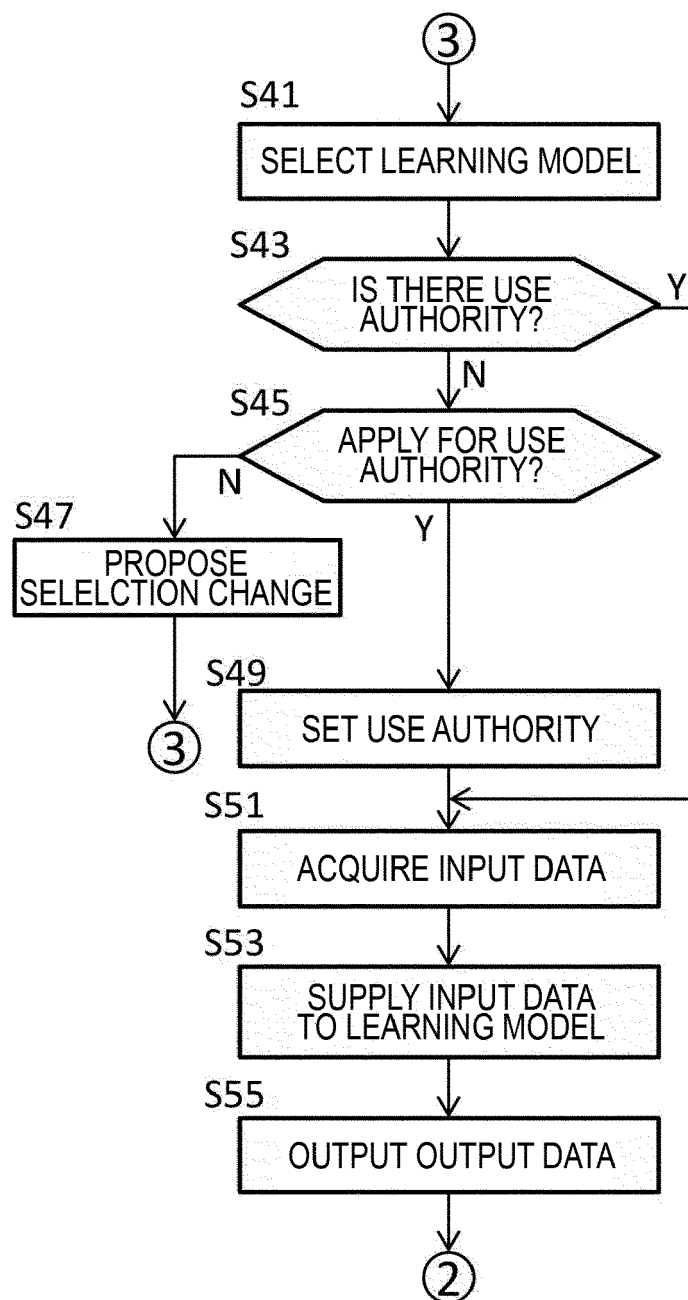 3
S41
SELECT LEARNING MODEL
S43
IS THERE USE
AUTHORITY?
Y
N
S45
APPLY FOR USE
AUTHORITY?
N
Y
S47
PROPOSE
SELELCTION CHANGE
3
S49
SET USE AUTHORITY
S51
ACQUIRE INPUT DATA
S53
SUPPLY INPUT DATA
TO LEARNING MODEL
S55
OUTPUT OUTPUT DATA
2